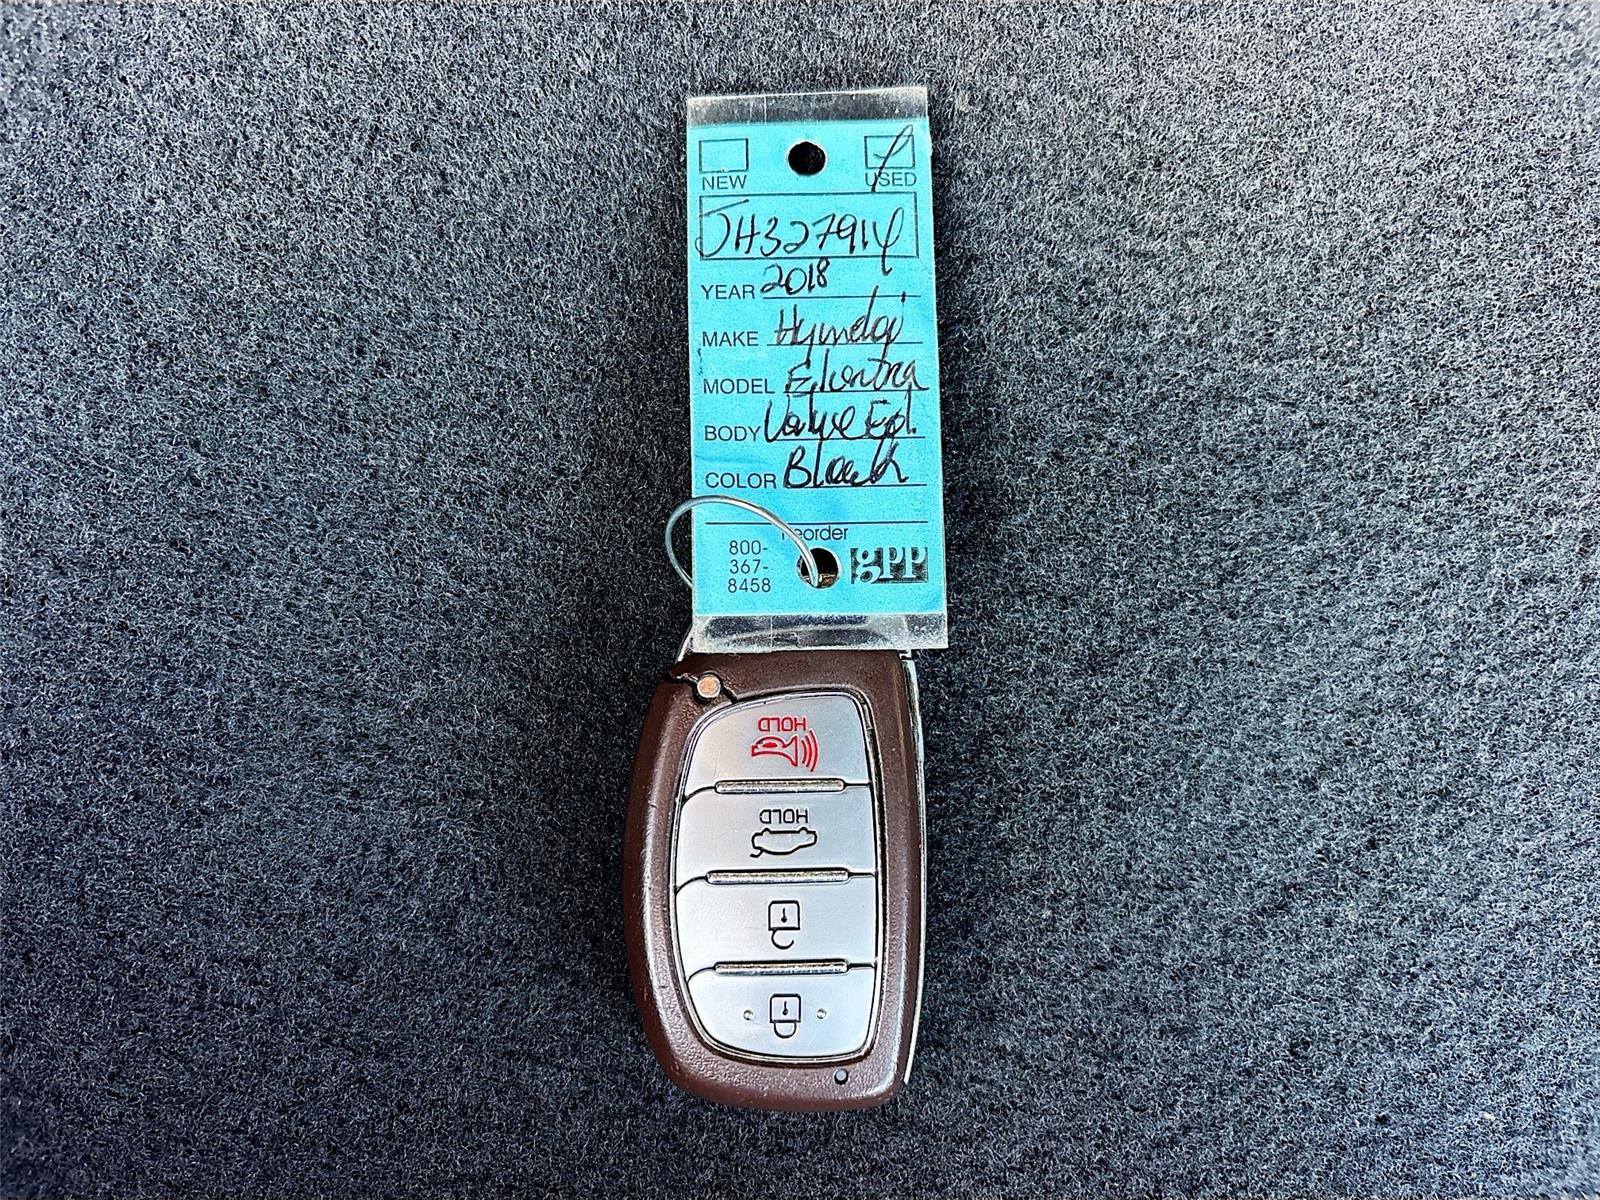 NEW USED
JH327914
YEAR 2018
MAKE Hyundai
MODEL Elantra
BODY Value Ed.
COLOR Black
Reorder
800-
367-
8458
gpp
HOLD
HOLD